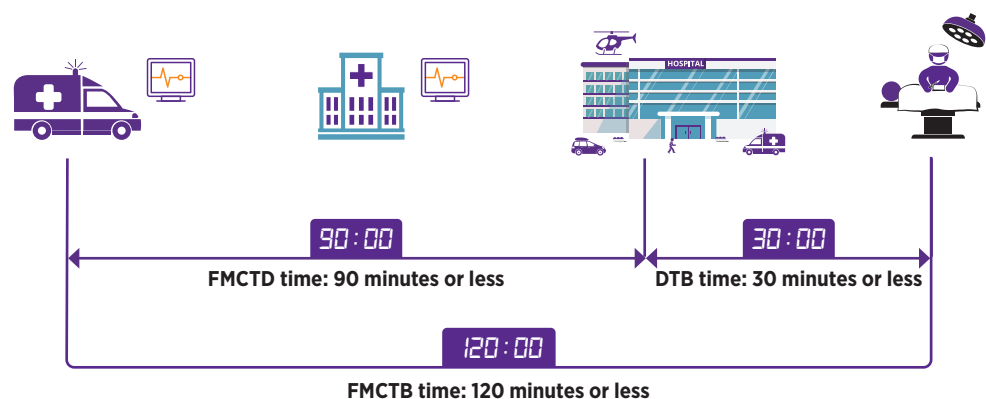 HOSPITAL
90:00
30:00
FMCTD time: 90 minutes or less
DTB time: 30 minutes or less
120:00
FMCTB time: 120 minutes or less